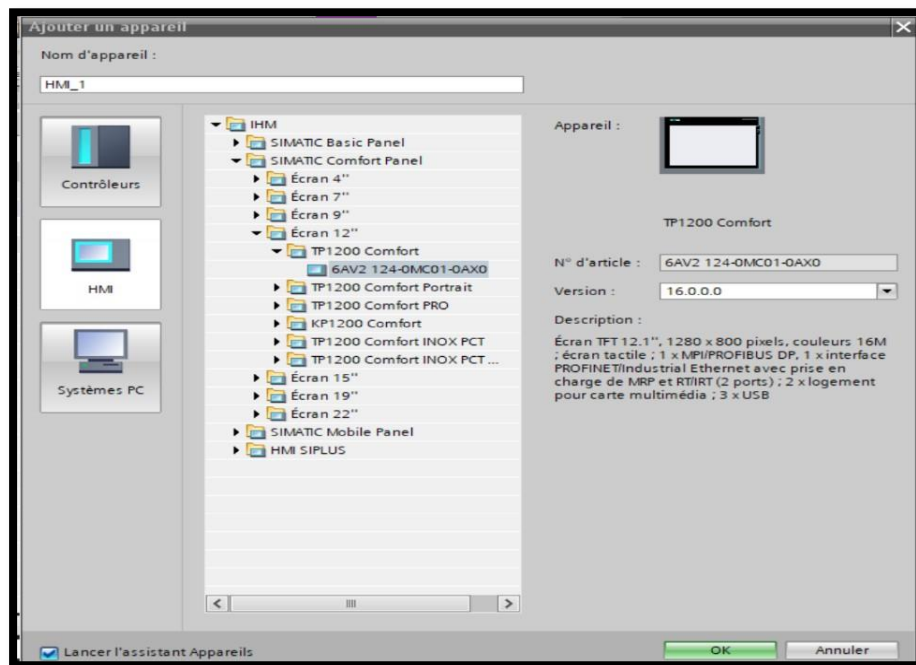 Ajouter un appareil
Nom d'appareil :
HMI_1
Contrôleurs
HMI
Systèmes PC
IHM
SIMATIC Basic Panel
SIMATIC Comfort Panel
Écran 4''
Écran 7''
Écran 9''
Écran 12''
TP1200 Comfort
6AV2 124-0MC01-0AX0
TP1200 Comfort Portrait
TP1200 Comfort PRO
KP1200 Comfort
TP1200 Comfort INOX PCT
TP1200 Comfort INOX PCT ...
Écran 15''
Écran 19''
Écran 22''
SIMATIC Mobile Panel
HMI SIPLUS
Appareil :
TP1200 Comfort
N° d'article :
6AV2 124-0MC01-0AX0
Version :
16.0.0.0
Description :
Écran TFT 12.1'', 1280 x 800 pixels, couleurs 16M
; écran tactile ; 1 x MPI/PROFIBUS DP, 1 x interface
PROFINET/Industrial Ethernet avec prise en
charge de MRP et RT/IRT (2 ports) ; 2 x logement
pour carte multimédia ; 3 x USB
Lancer l'assistant Appareils
OK
Annuler